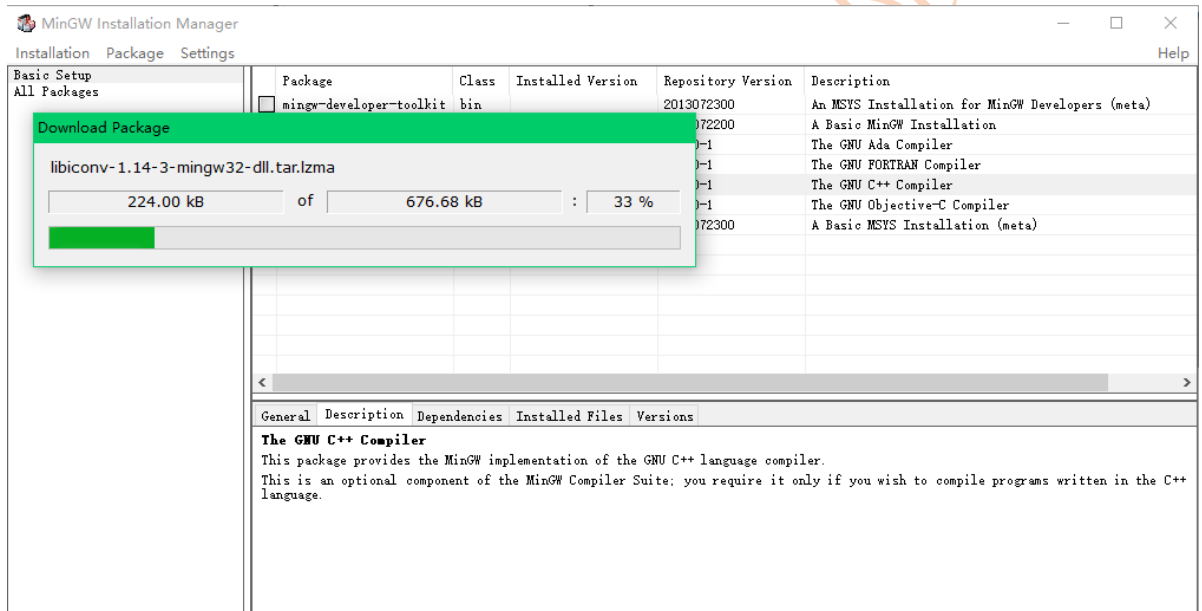 MinGW Installation Manager
Installation Package Settings Help
Basic Setup
All Packages
Package Class Installed Version Repository Version Description
mingw-developer-toolkit bin 2013072300 An MSYS Installation for MinGW Developers (meta)
Download Package
072200 A Basic MinGW Installation
-1 The GNU Ada Compiler
libiconv-1.14-3-mingw32-dll.tar.lzma
-1 The GNU FORTRAN Compiler
-1 The GNU C++ Compiler
224.00 kB of 676.68 kB : 33 %
-1 The GNU Objective-C Compiler
072300 A Basic MSYS Installation (meta)
General Description Dependencies Installed Files Versions
The GNU C++ Compiler
This package provides the MinGW implementation of the GNU C++ language compiler.
This is an optional component of the MinGW Compiler Suite; you require it only if you wish to compile programs written in the C++
language.